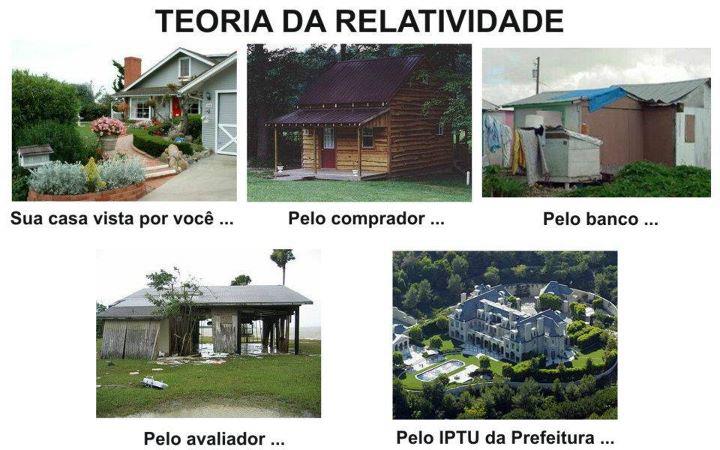 TEORIA DA RELATIVIDADE
Sua casa vista por você ...
Pelo comprador ...
Pelo banco ...
Pelo avaliador ...
Pelo IPTU da Prefeitura ...